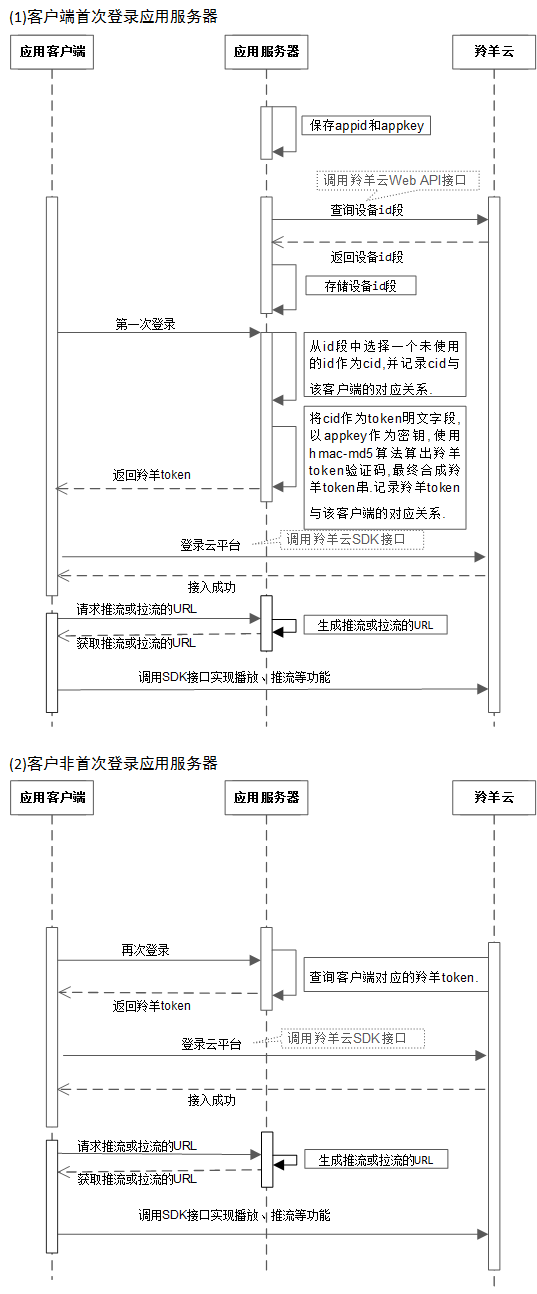 (1)客户端首次登录应用服务器
应用客户端
应用服务器
羚羊云
保存appid和appkey
调用羚羊云Web API接口
查询设备id段
返回设备id段
存储设备id段
第一次登录
从id段中选择一个未使用
的id作为cid,并记录cid与
该客户端的对应关系.
将cid作为token明文字段,
以appkey作为密钥,使用
hmac-md5算法算出羚羊
token验证码,最终合成羚
羊token串.记录羚羊token
与该客户端的对应关系.
返回羚羊token
登录云平台
调用羚羊云SDK接口
接入成功
请求推流或拉流的URL
生成推流或拉流的URL
获取推流或拉流的URL
调用SDK接口实现播放、推流等功能
(2)客户非首次登录应用服务器
应用客户端
应用服务器
羚羊云
再次登录
查询客户端对应的羚羊token.
返回羚羊token
登录云平台
调用羚羊云SDK接口
接入成功
请求推流或拉流的URL
生成推流或拉流的URL
获取推流或拉流的URL
调用SDK接口实现播放、推流等功能